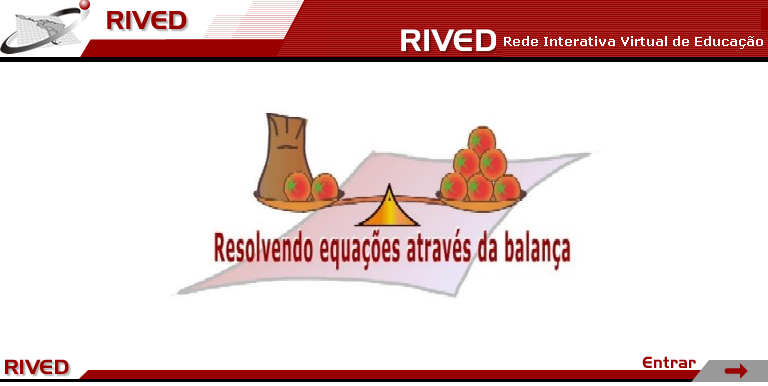 RIVED
RIVED Rede Interativa Virtual de Educação
Resolvendo equações através da balança
Entrar
RIVED